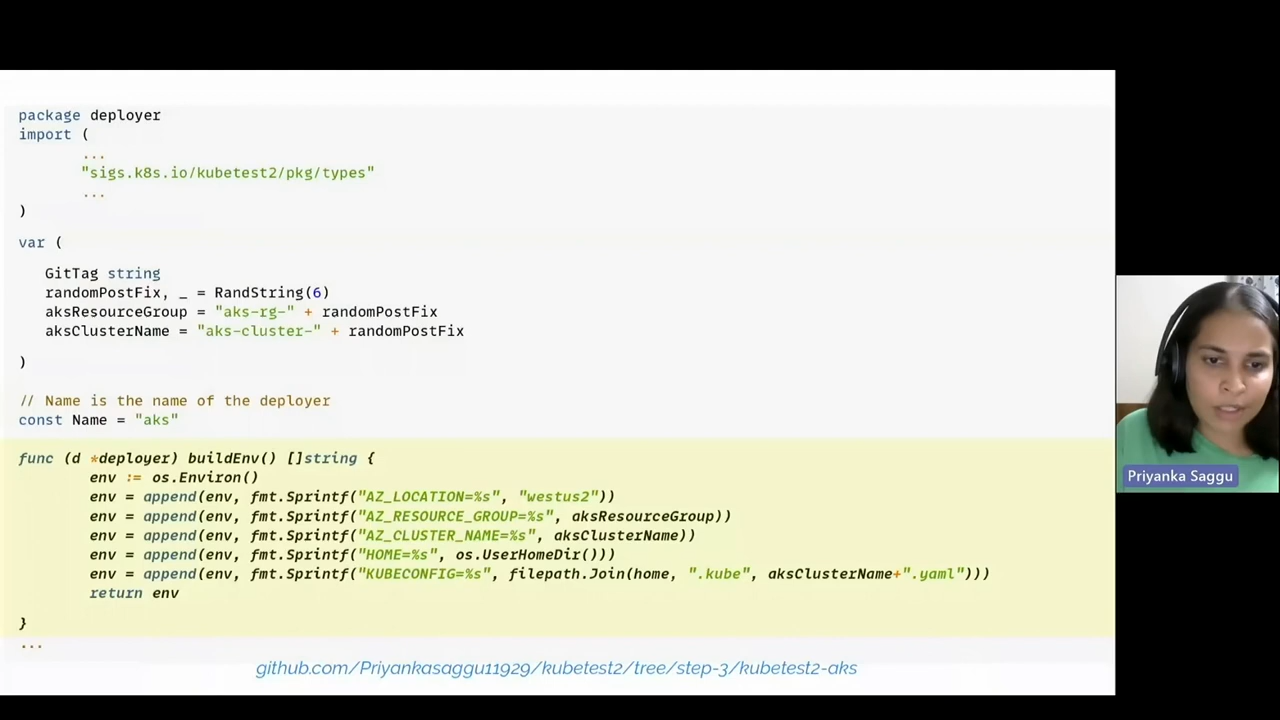 package deployer
import (
...
"sigs.k8s.io/kubetest2/pkg/types"
...
)
var (
GitTag string
randomPostFix, _ = RandString(6)
aksResourceGroup = "aks-rg-" + randomPostFix
aksClusterName = "aks-cluster-" + randomPostFix
)
// Name is the name of the deployer
const Name = "aks"
func (d *deployer) buildEnv() []string {
env := os.Environ()
env = append(env, fmt.Sprintf("AZ_LOCATION=%s", "westus2"))
env = append(env, fmt.Sprintf("AZ_RESOURCE_GROUP=%s", aksResourceGroup))
env = append(env, fmt.Sprintf("AZ_CLUSTER_NAME=%s", aksClusterName))
env = append(env, fmt.Sprintf("HOME=%s", os.UserHomeDir()))
env = append(env, fmt.Sprintf("KUBECONFIG=%s", filepath.Join(home, ".kube", aksClusterName+".yaml")))
return env
}
...
github.com/Priyankasaggu11929/kubetest2/tree/step-3/kubetest2-aks
Priyanka Saggu